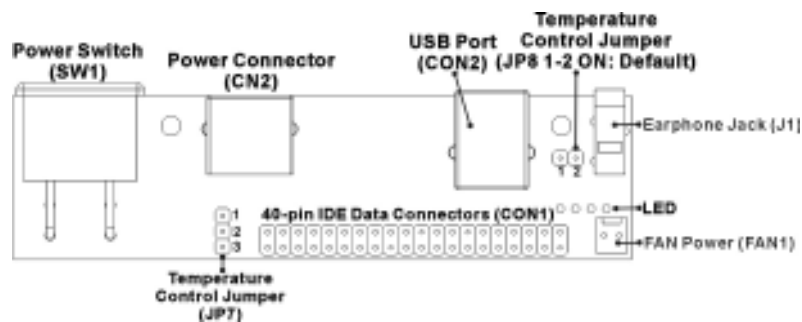 Power Switch
(SW1)
Power Connector
(CN2)
USB Port
(CON2)
Temperature
Control Jumper
(JP8 1-2 ON: Default)
Earphone Jack (J1)
1 2
LED
1
2
3
40-pin IDE Data Connectors (CON1)
FAN Power (FAN1)
Temperature
Control Jumper
(JP7)